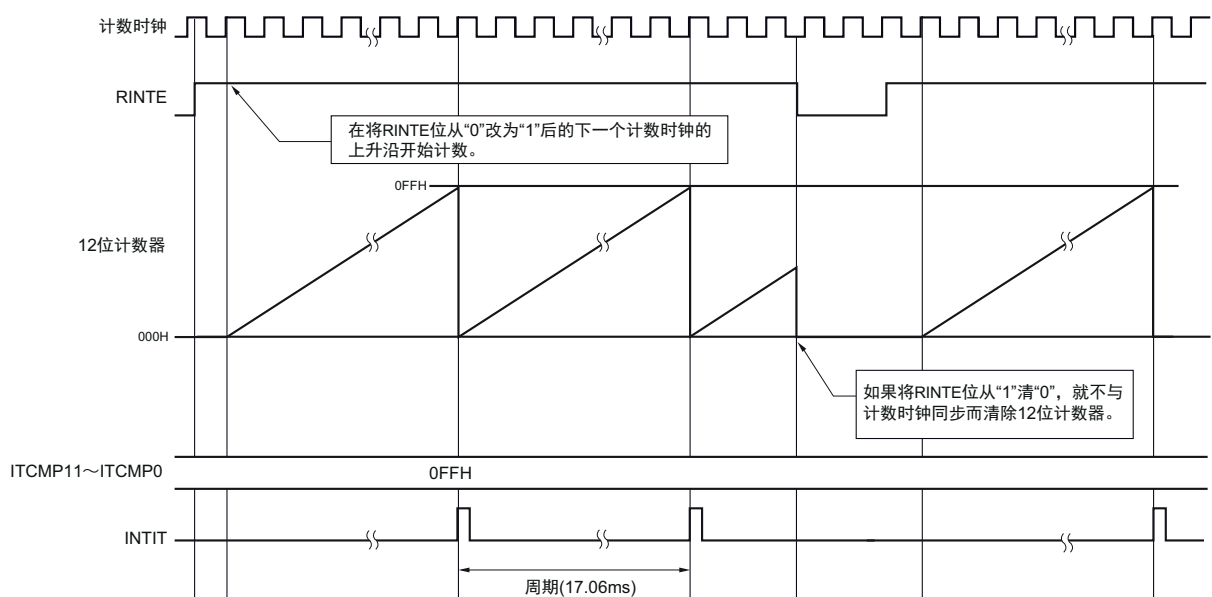 计数时钟
RINTE
在将RINTE位从“0”改为“1”后的下一个计数时钟的
上升沿开始计数。
0FFH
12位计数器
000H
如果将RINTE位从“1”清“0”，就不与
计数时钟同步而清除12位计数器。
ITCMP11～ITCMP0
0FFH
INTIT
周期(17.06ms)